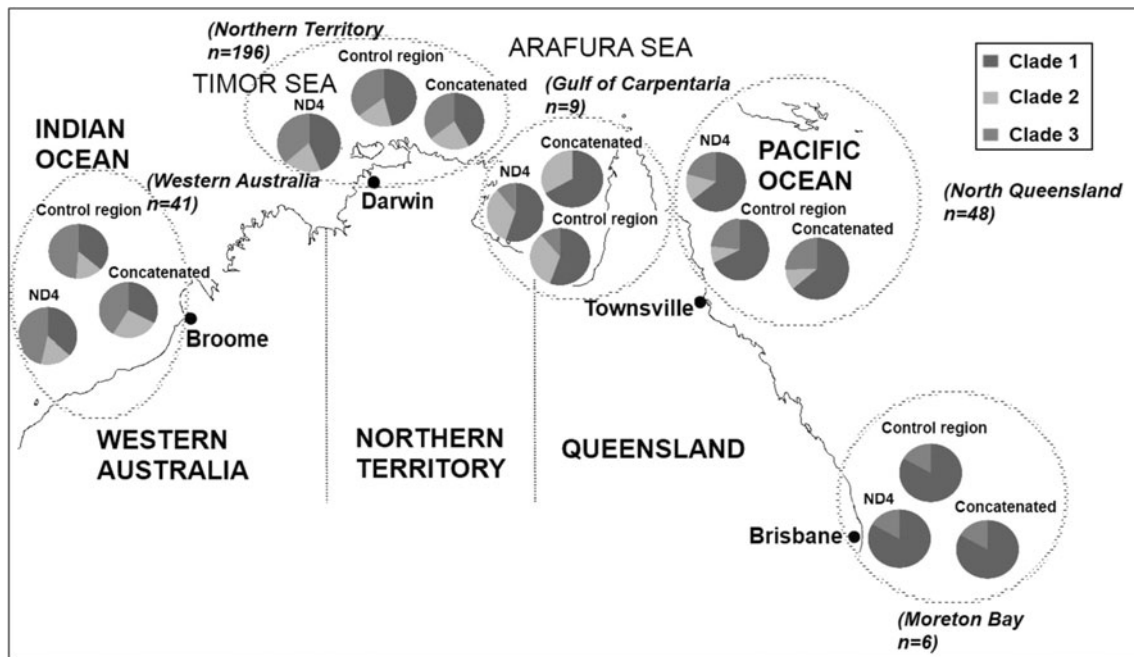 (Northern Territory
n=196)
TIMOR SEA
Control region
Concatenated
ND4
ARAFURA SEA
(Gulf of Carpentaria
n=9)
Concatenated
ND4
Control region
Clade 1
Clade 2
Clade 3
INDIAN
OCEAN
(Western Australia
n=41)
Control region
Concatenated
ND4
Darwin
Broome
ND4
PACIFIC
OCEAN
Control region
Concatenated
(North Queensland
n=48)
Townsville
WESTERN
AUSTRALIA
NORTHERN
TERRITORY
QUEENSLAND
Control region
ND4
Concatenated
Brisbane
(Moreton Bay
n=6)